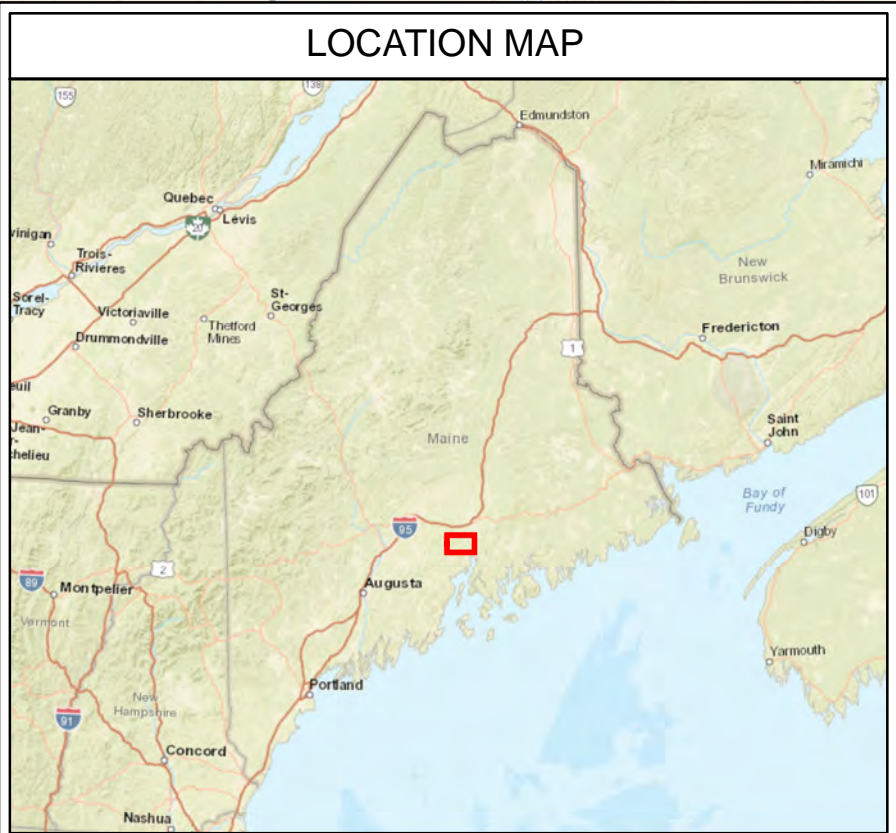 LOCATION MAP
155
138
Edmundston
Miramichi
Quebec
Lévis
20
vinigan
Trois-
Rivieres
New
Brunswick
Sorel-
Tracy
Victoriaville
St-
Georges
Thetford
Mines
Fredericton
Drummondville
1
euil
Granby
Sherbrooke
Saint
John
Jean-
r-
chelieu
Maine
101
Bay of
Fundy
95
Digby
2
89
Montpelier
Augusta
Vermont
Yarmouth
Portland
New
Hampshire
91
Concord
Nashua